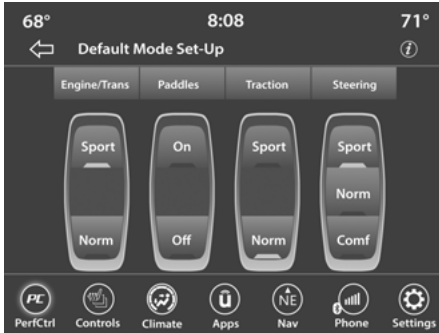 68° 8:08 71°
Default Mode Set-Up i
Engine/Trans Paddles Traction Steering
Sport On Sport Sport
Norm
Norm Off Norm Comf
PC û NE
PerfCtrl Controls Climate Apps Nav Phone Settings